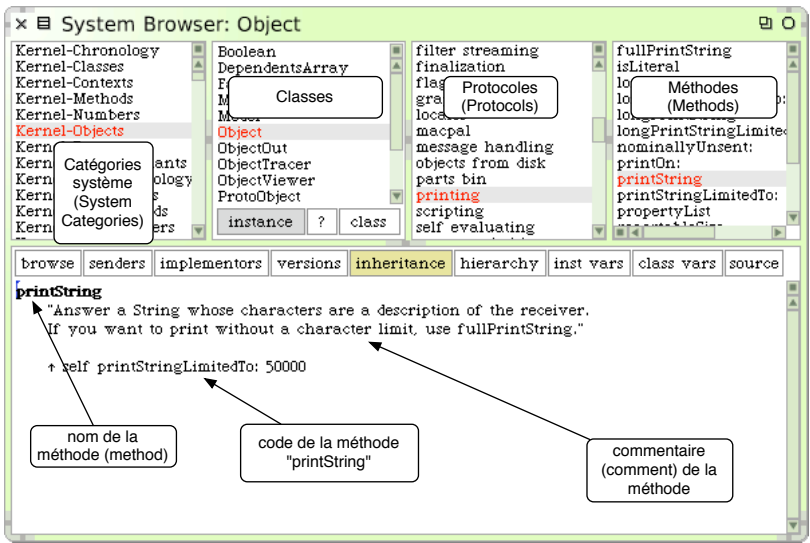 System Browser: Object
Kernel-Chronology
Kernel-Classes
Kernel-Contexts
Kernel-Methods
Kernel-Numbers
Kernel-Objects
Catégories
système
(System
Categories)
Boolean
DependentsArray
Classes
Object
ObjectOut
ObjectTracer
ObjectViewer
ProtoObject
instance ? class
filter streaming
finalization
Protocoles
(Protocols)
macpal
message handling
objects from disk
parts bin
printing
scripting
self evaluating
fullPrintString
isLiteral
Méthodes
(Methods)
longPrintStringLimited
nominallyUnsent:
printOn:
printString
printStringLimitedTo:
propertyList
browse senders implementors versions inheritance hierarchy inst vars class vars source
printString
"Answer a String whose characters are a description of the receiver.
If you want to print without a character limit, use fullPrintString."
↑ self printStringLimitedTo: 50000
nom de la
méthode (method)
code de la méthode
"printString"
commentaire
(comment) de la
méthode